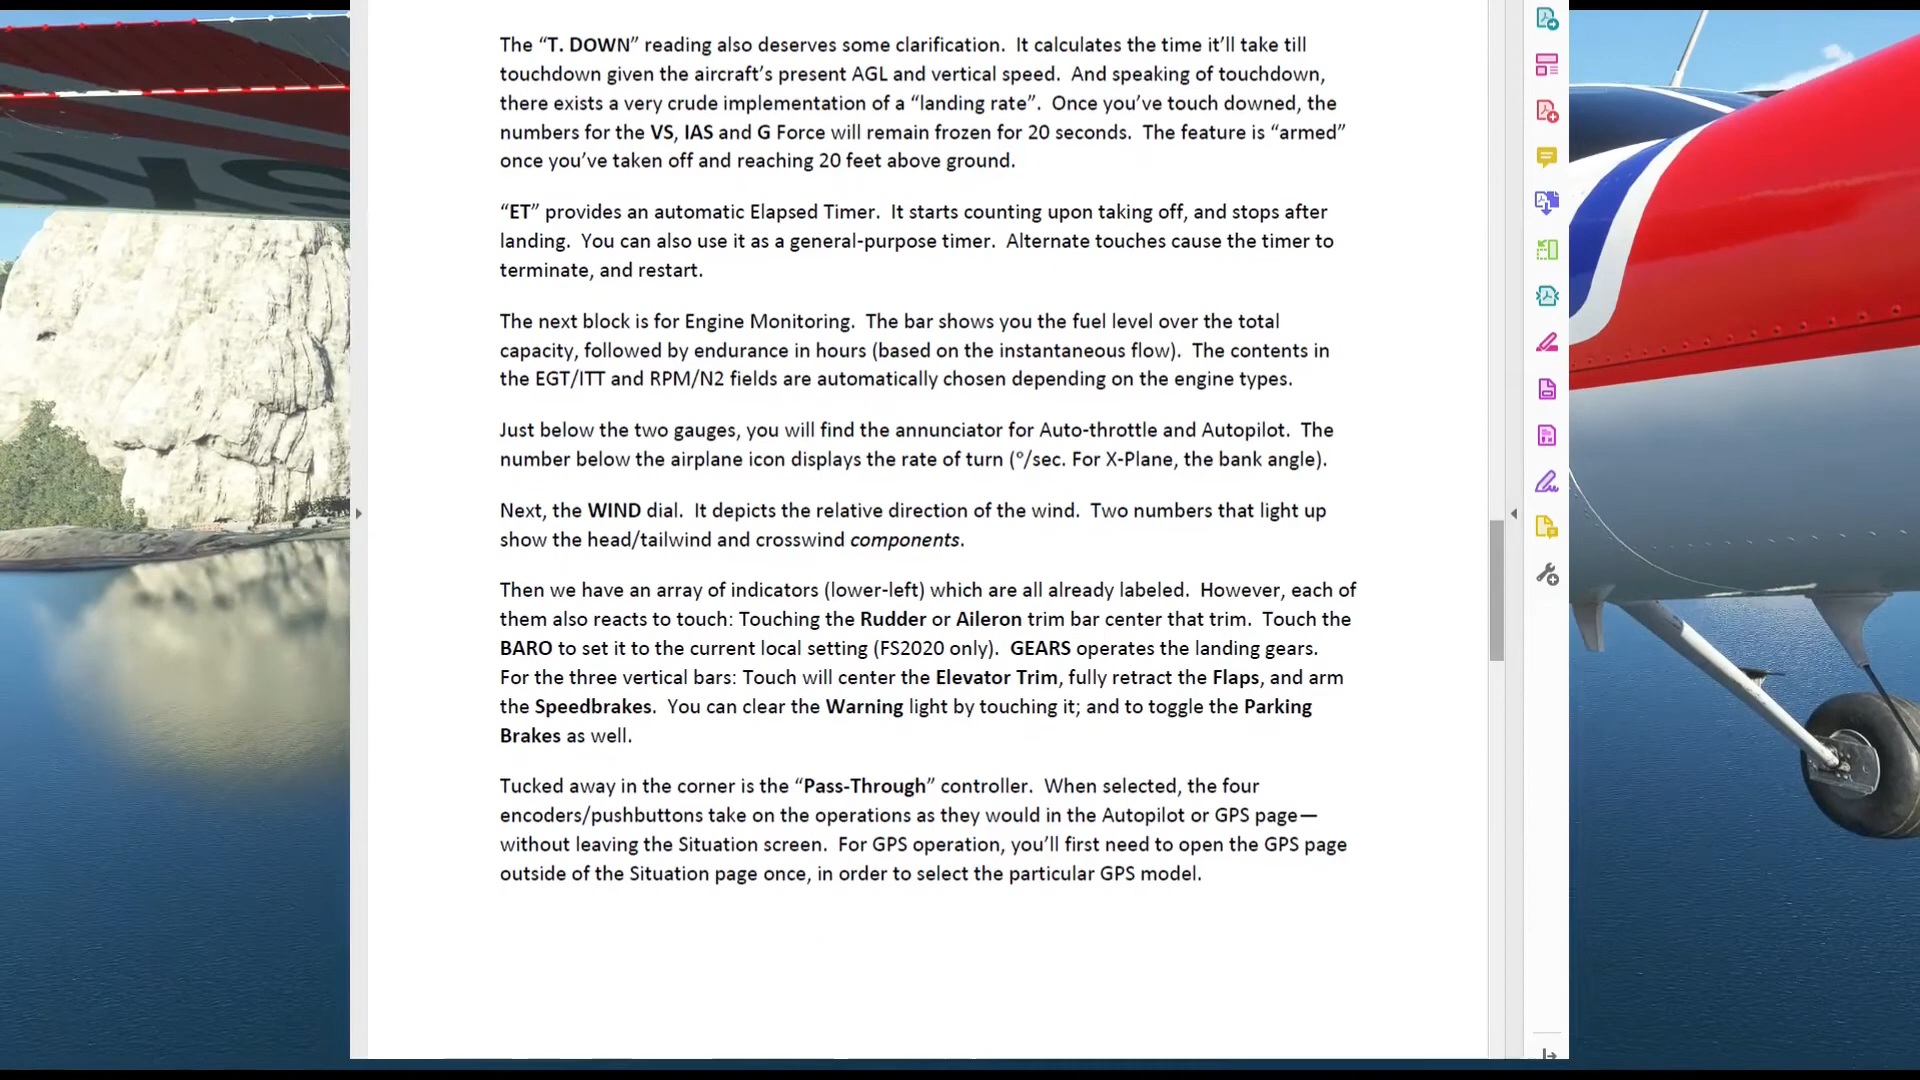 The “T. DOWN” reading also deserves some clarification.  It calculates the time it’ll take till
touchdown given the aircraft’s present AGL and vertical speed.  And speaking of touchdown,
there exists a very crude implementation of a “landing rate”.  Once you’ve touch downed, the
numbers for the VS, IAS and G Force will remain frozen for 20 seconds.  The feature is “armed”
once you’ve taken off and reaching 20 feet above ground.
“ET” provides an automatic Elapsed Timer.  It starts counting upon taking off, and stops after
landing.  You can also use it as a general-purpose timer.  Alternate touches cause the timer to
terminate, and restart.
The next block is for Engine Monitoring.  The bar shows you the fuel level over the total
capacity, followed by endurance in hours (based on the instantaneous flow).  The contents in
the EGT/ITT and RPM/N2 fields are automatically chosen depending on the engine types.
Just below the two gauges, you will find the annunciator for Auto-throttle and Autopilot.  The
number below the airplane icon displays the rate of turn (°/sec. For X-Plane, the bank angle).
Next, the WIND dial.  It depicts the relative direction of the wind.  Two numbers that light up
show the head/tailwind and crosswind components.
Then we have an array of indicators (lower-left) which are all already labeled.  However, each of
them also reacts to touch: Touching the Rudder or Aileron trim bar center that trim.  Touch the
BARO to set it to the current local setting (FS2020 only).  GEARS operates the landing gears.
For the three vertical bars: Touch will center the Elevator Trim, fully retract the Flaps, and arm
the Speedbrakes.  You can clear the Warning light by touching it; and to toggle the Parking
Brakes as well.
Tucked away in the corner is the “Pass-Through” controller.  When selected, the four
encoders/pushbuttons take on the operations as they would in the Autopilot or GPS page—
without leaving the Situation screen.  For GPS operation, you’ll first need to open the GPS page
outside of the Situation page once, in order to select the particular GPS model.